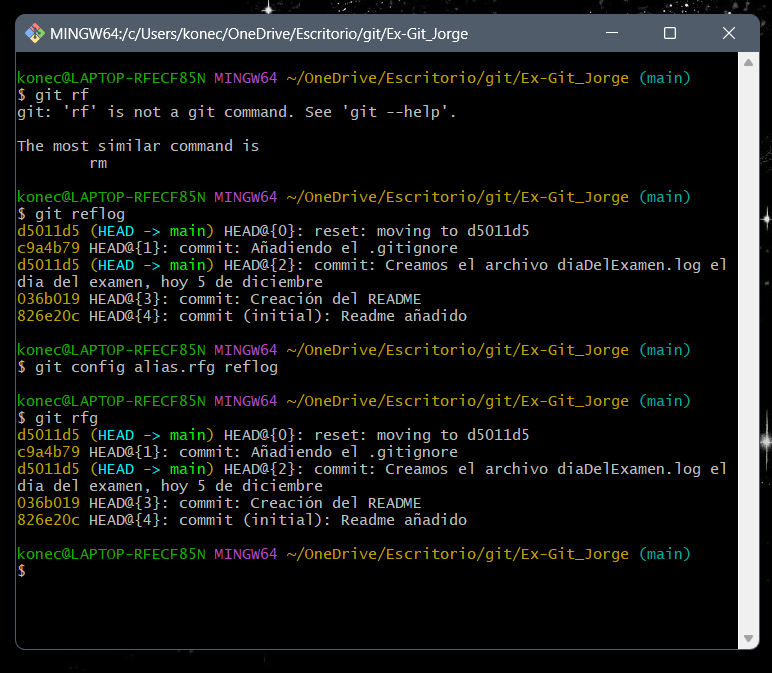 MINGW64:/c/Users/konec/OneDrive/Escritorio/git/Ex-Git_Jorge
konec@LAPTOP-RFECF85N MINGW64 ~/OneDrive/Escritorio/git/Ex-Git_Jorge (main)
$ git rf
git: 'rf' is not a git command. See 'git --help'.
The most similar command is
rm
konec@LAPTOP-RFECF85N MINGW64 ~/OneDrive/Escritorio/git/Ex-Git_Jorge (main)
$ git reflog
d5011d5 (HEAD -> main) HEAD@{0}: reset: moving to d5011d5
c9a4b79 HEAD@{1}: commit: Añadiendo el .gitignore
d5011d5 (HEAD -> main) HEAD@{2}: commit: Creamos el archivo diaDelExamen.log el
dia del examen, hoy 5 de diciembre
036b019 HEAD@{3}: commit: Creación del README
826e20c HEAD@{4}: commit (initial): Readme añadido
konec@LAPTOP-RFECF85N MINGW64 ~/OneDrive/Escritorio/git/Ex-Git_Jorge (main)
$ git config alias.rfg reflog
konec@LAPTOP-RFECF85N MINGW64 ~/OneDrive/Escritorio/git/Ex-Git_Jorge (main)
$ git rfg
d5011d5 (HEAD -> main) HEAD@{0}: reset: moving to d5011d5
c9a4b79 HEAD@{1}: commit: Añadiendo el .gitignore
d5011d5 (HEAD -> main) HEAD@{2}: commit: Creamos el archivo diaDelExamen.log el
dia del examen, hoy 5 de diciembre
036b019 HEAD@{3}: commit: Creación del README
826e20c HEAD@{4}: commit (initial): Readme añadido
konec@LAPTOP-RFECF85N MINGW64 ~/OneDrive/Escritorio/git/Ex-Git_Jorge (main)
$